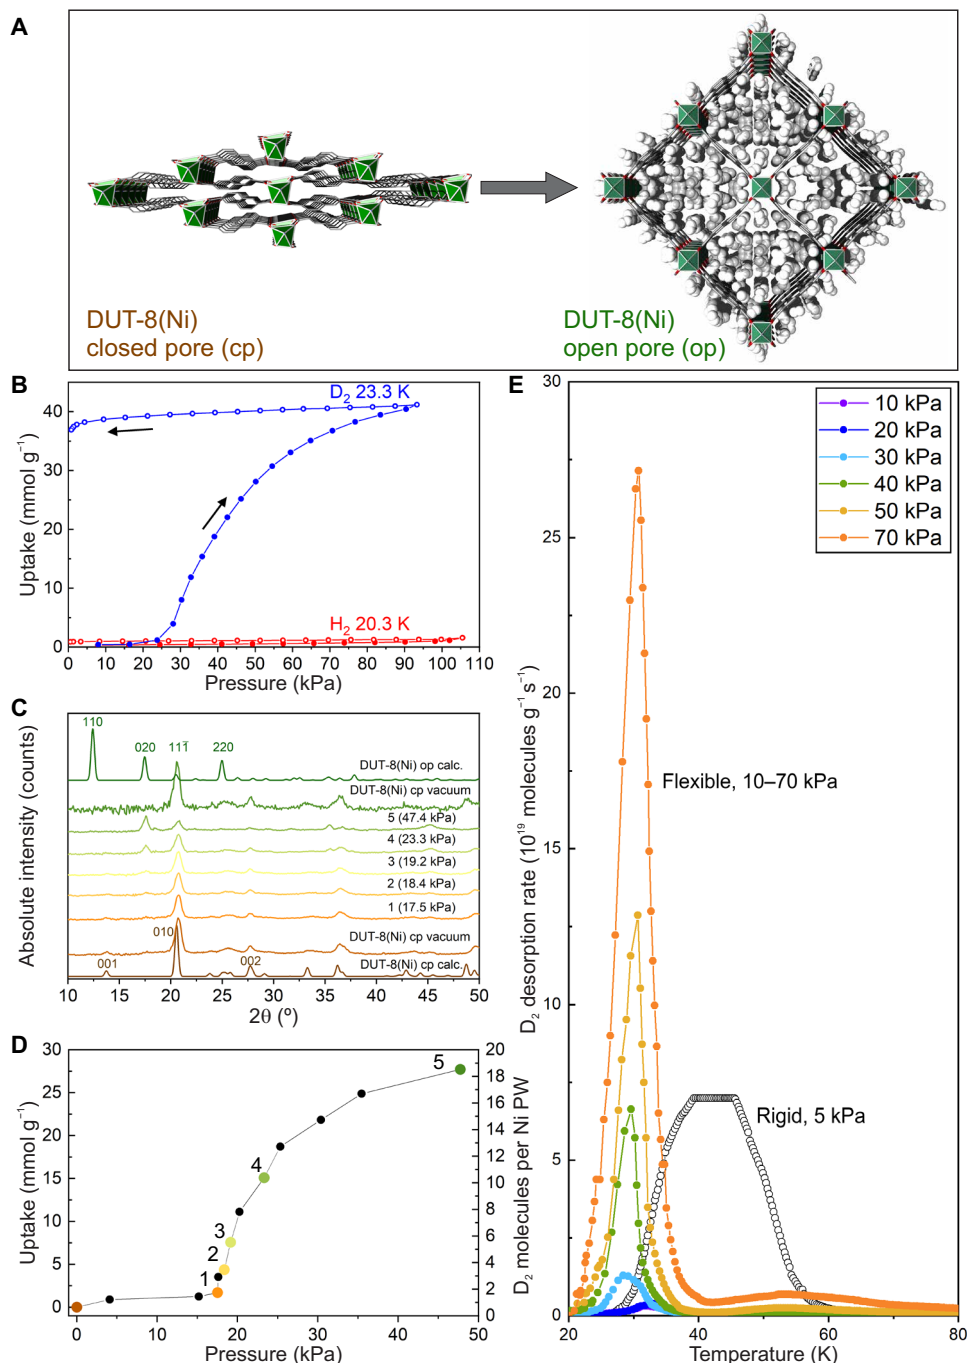 A
DUT-8(Ni)
closed pore (cp)
DUT-8(Ni)
open pore (op)
B
D2 23.3 K
H2 20.3 K
Uptake (mmol g−1)
50
40
30
20
10
0
0 10 20 30 40 50 60 70 80 90 100 110
Pressure (kPa)
C
110
020
111̄
220
DUT-8(Ni) op calc.
DUT-8(Ni) cp vacuum
5 (47.4 kPa)
4 (23.3 kPa)
3 (19.2 kPa)
2 (18.4 kPa)
1 (17.5 kPa)
DUT-8(Ni) cp vacuum
DUT-8(Ni) cp calc.
010
001
002
Absolute intensity (counts)
10 15 20 25 30 35 40 45 50
2θ (º)
D
Uptake (mmol g−1)
30
25
20
15
10
5
0
1
2
3
4
5
20
18
16
14
12
10
8
6
4
2
0
D2 molecules per Ni PW
0 10 20 30 40 50
Pressure (kPa)
E
30
25
20
15
10
5
0
D2 desorption rate (10^19 molecules g−1 s−1)
10 kPa
20 kPa
30 kPa
40 kPa
50 kPa
70 kPa
Flexible, 10–70 kPa
Rigid, 5 kPa
20 40 60 80
Temperature (K)